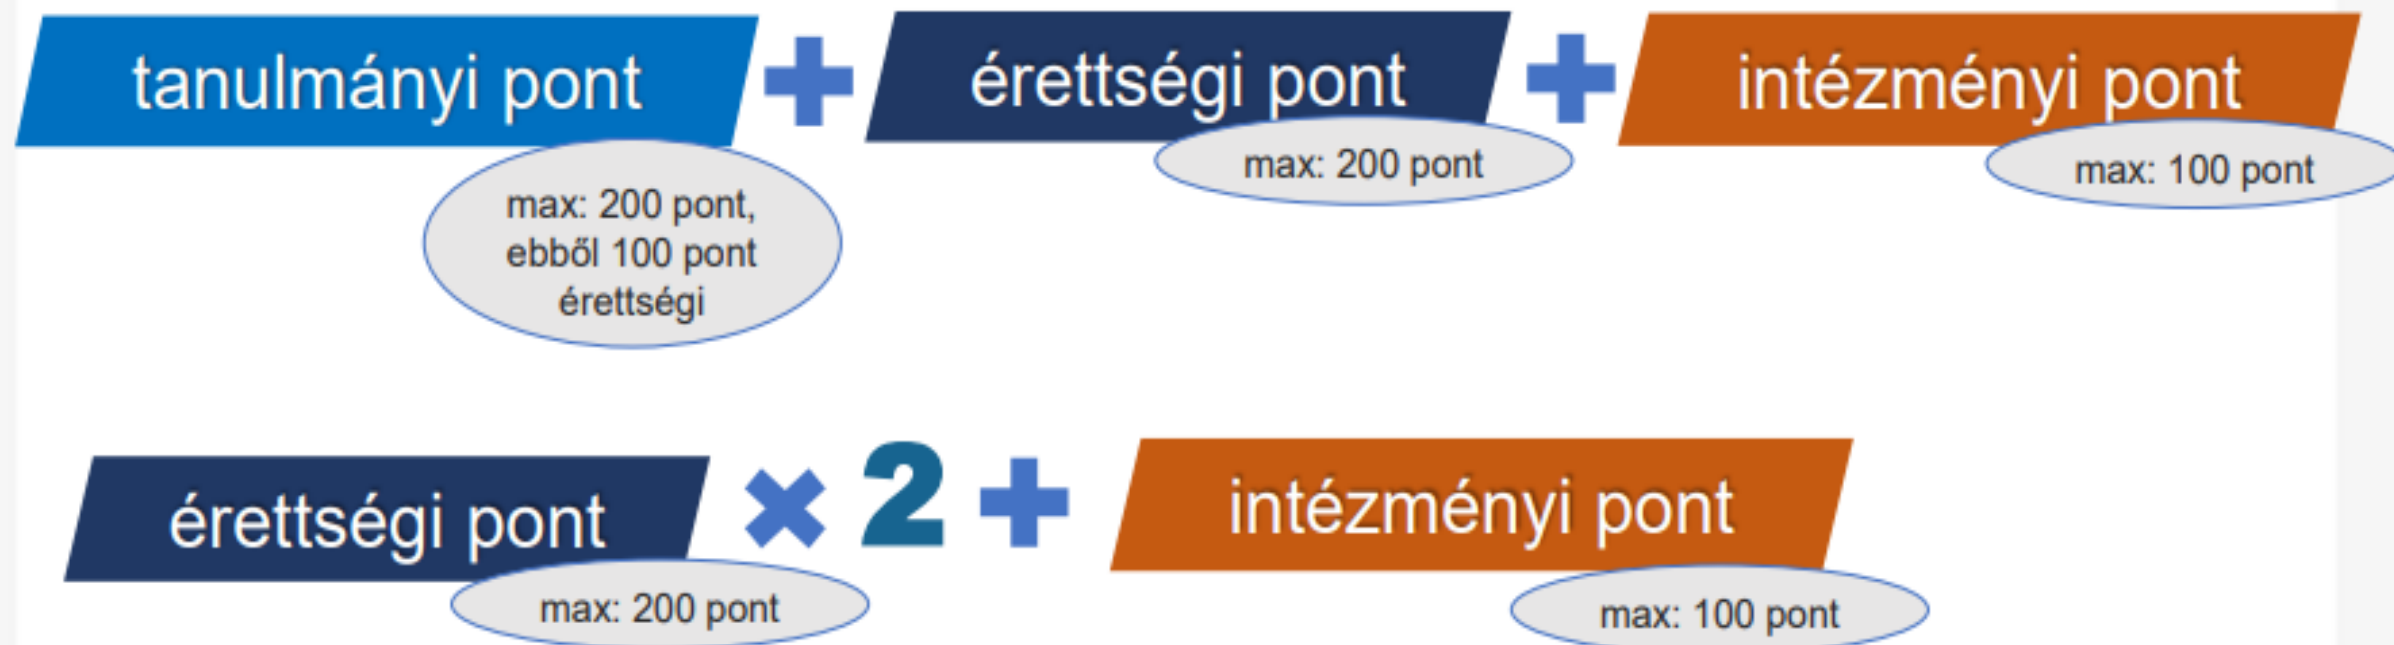 tanulmányi pont + érettségi pont + intézményi pont
max: 200 pont,
ebből 100 pont
érettségi
max: 200 pont
max: 100 pont
érettségi pont × 2 + intézményi pont
max: 200 pont
max: 100 pont